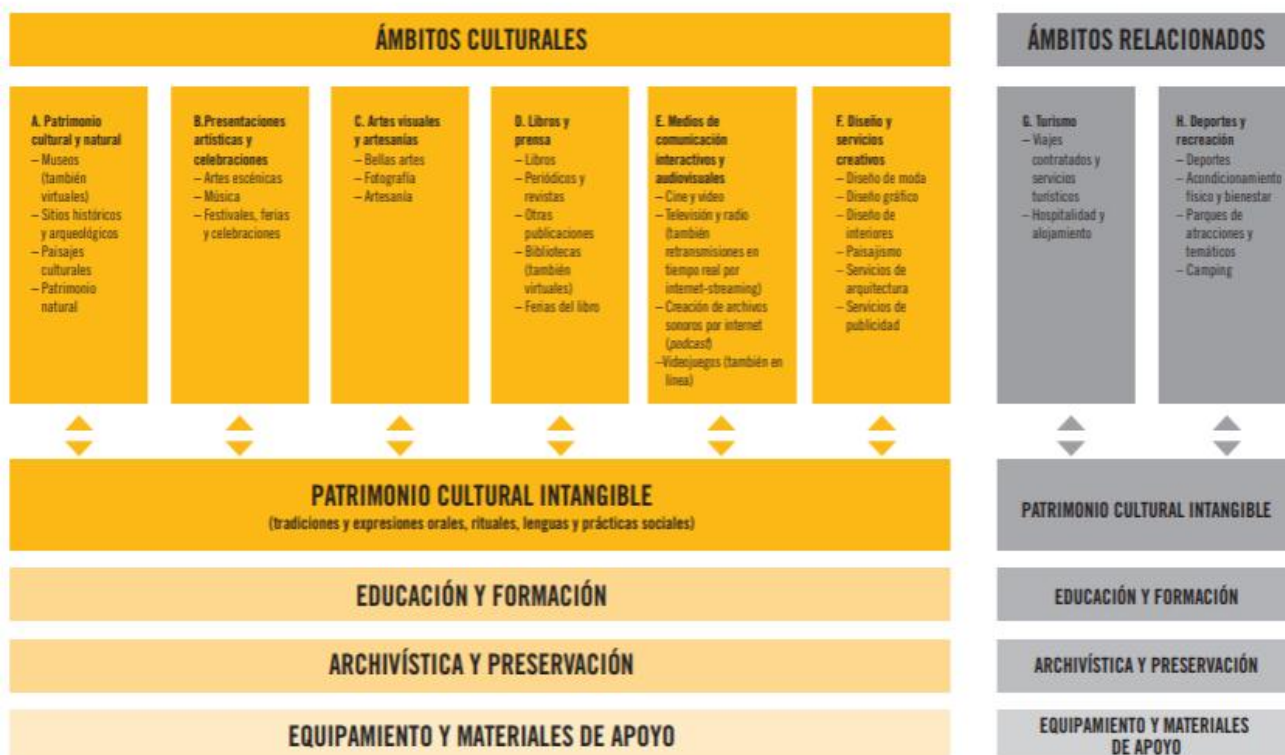 ÁMBITOS CULTURALES
A. Patrimonio
cultural y natural
– Museos
(también
virtuales)
– Sitios históricos
y arqueológicos
– Paisajes
culturales
– Patrimonio
natural
B.Presentaciones
artísticas y
celebraciones
– Artes escénicas
– Música
– Festivales, ferias
y celebraciones
C. Artes visuales
y artesanías
– Bellas artes
– Fotografía
– Artesanía
D. Libros y
prensa
– Libros
– Periódicos y
revistas
– Otras
publicaciones
– Bibliotecas
(también
virtuales)
– Ferias del libro
E. Medios de
comunicación
interactivos y
audiovisuales
– Cine y video
– Televisión y radio
(también
retransmisiones en
tiempo real por
internet-streaming)
– Creación de archivos
sonoros por internet
(podcast)
–Videojuegos (también en
línea)
F. Diseño y
servicios
creativos
– Diseño de moda
– Diseño gráfico
– Diseño de
interiores
– Paisajismo
– Servicios de
arquitectura
– Servicios de
publicidad
PATRIMONIO CULTURAL INTANGIBLE
(tradiciones y expresiones orales, rituales, lenguas y prácticas sociales)
EDUCACIÓN Y FORMACIÓN
ARCHIVÍSTICA Y PRESERVACIÓN
EQUIPAMIENTO Y MATERIALES DE APOYO
ÁMBITOS RELACIONADOS
G. Turismo
– Viajes
contratados y
servicios
turísticos
– Hospitalidad y
alojamiento
H. Deportes y
recreación
– Deportes
– Acondicionamiento
físico y bienestar
– Parques de
atracciones y
temáticos
– Camping
PATRIMONIO CULTURAL INTANGIBLE
EDUCACIÓN Y FORMACIÓN
ARCHIVÍSTICA Y PRESERVACIÓN
EQUIPAMIENTO Y MATERIALES
DE APOYO